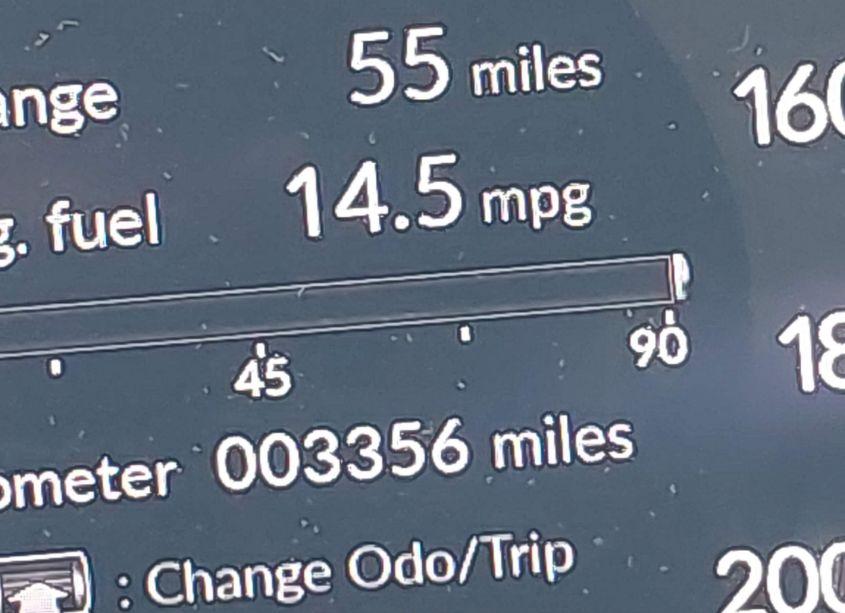 ange 55 miles
g. fuel 14.5 mpg
45 90
ometer 003356 miles
: Change Odo/Trip
160
18
200